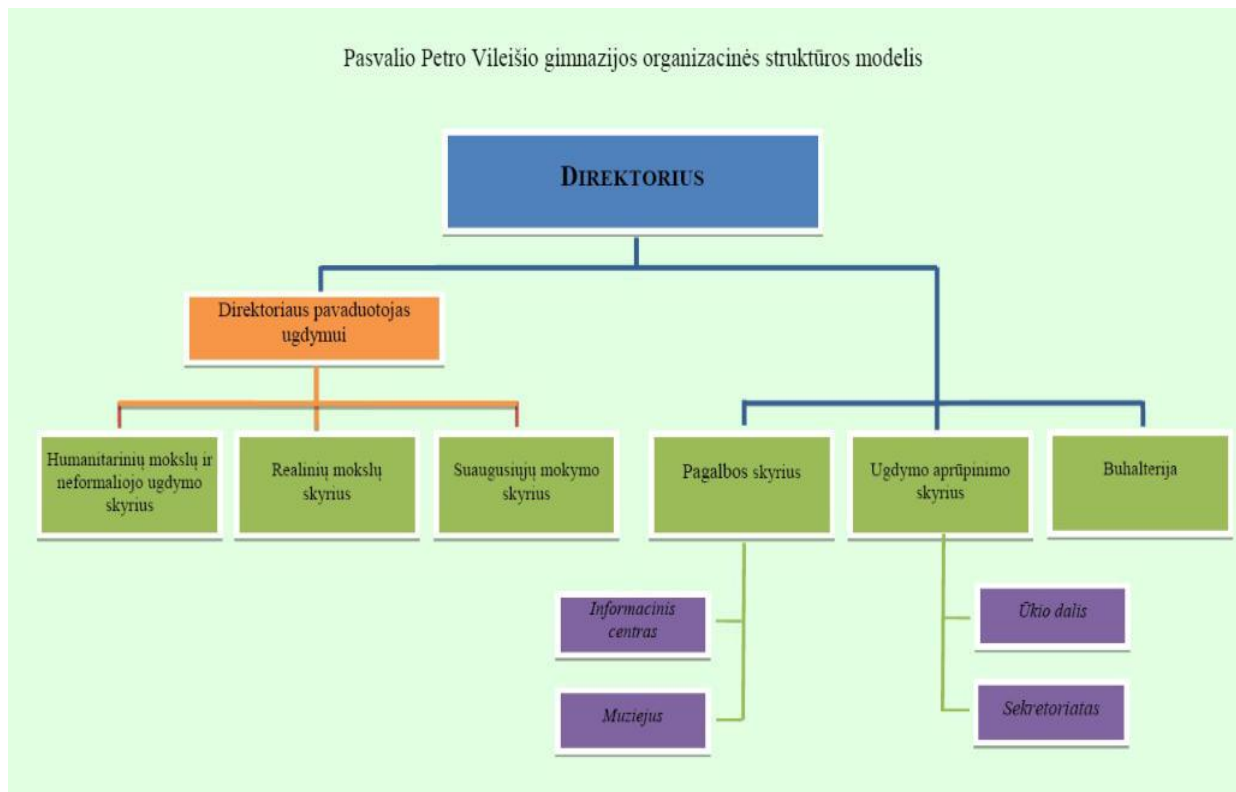 Pasvalio Petro Vileišio gimnazijos organizacinės struktūros modelis
DIREKTORIUS
Direktoriaus pavaduotojas
ugdymui
Humanitarinių mokslų ir
neformaliojo ugdymo
skyrius
Realinių mokslų
skyrius
Suaugusiųjų mokymo
skyrius
Pagalbos skyrius
Ugdymo aprūpinimo
skyrius
Buhalterija
Informacinis
centras
Muziejus
Ūkio dalis
Sekretoriatas